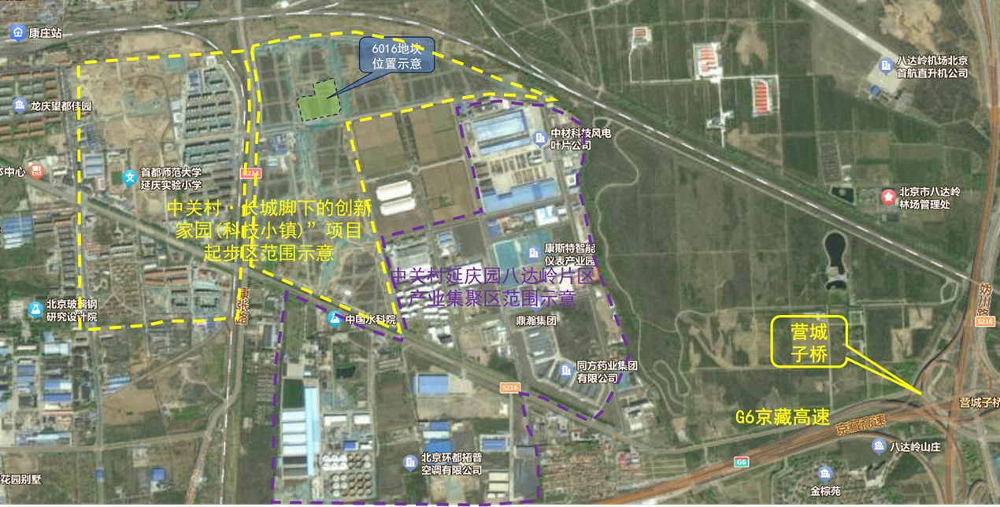 康庄站
6016地块
位置示意
八达岭机场北京
首航直升机公司
龙庆望都佳园
中材科技风电
叶片公司
体中心
首都师范大学
延庆实验小学
S234
北京市八达岭
林场管理处
中关村·长城脚下的创新
家园(科技小镇)”项目
起步区范围示意
康斯特智能
仪表产业园
中关村延庆园八达岭片区
产业集聚区范围示意
康张路
北京玻璃钢
研究设计院
中国水科院
鼎瀚集团
妫川路
S216
营城
子桥
同方药业集团
有限公司
S216
营城子桥
G6京藏高速
京藏高速
G6
八达岭山庄
北京环都拓普
空调有限公司
花园别墅
金棕苑